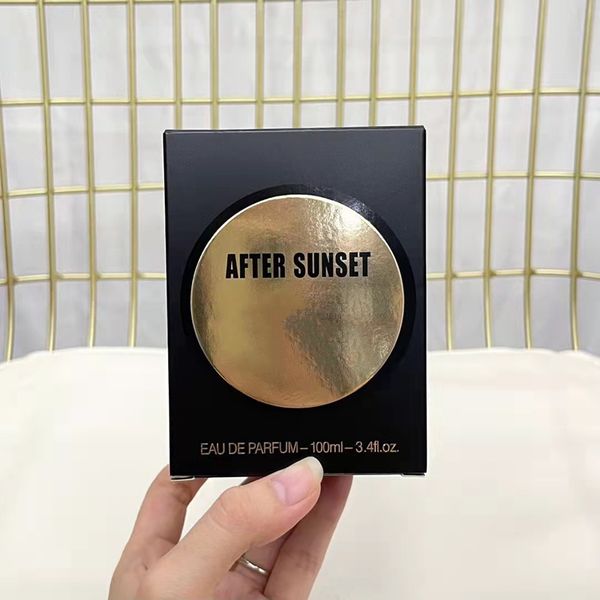 AFTER SUNSET
EAU DE PARFUM–100ml–3.4fl.oz.